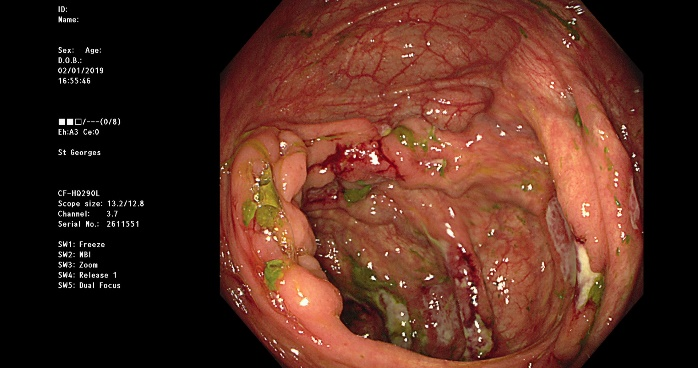 ID:
Name:
Sex: Age:
D.O.B.:
02/01/2019
16:55:46
■■□/---(0/8)
Eh:A3 Ce:0
St Georges
CF-HQ290L
Scope size: 13.2/12.8
Channel: 3.7
Serial No.: 2611551
SW1: Freeze
SW2: NBI
SW3: Zoom
SW4: Release 1
SW5: Dual Focus